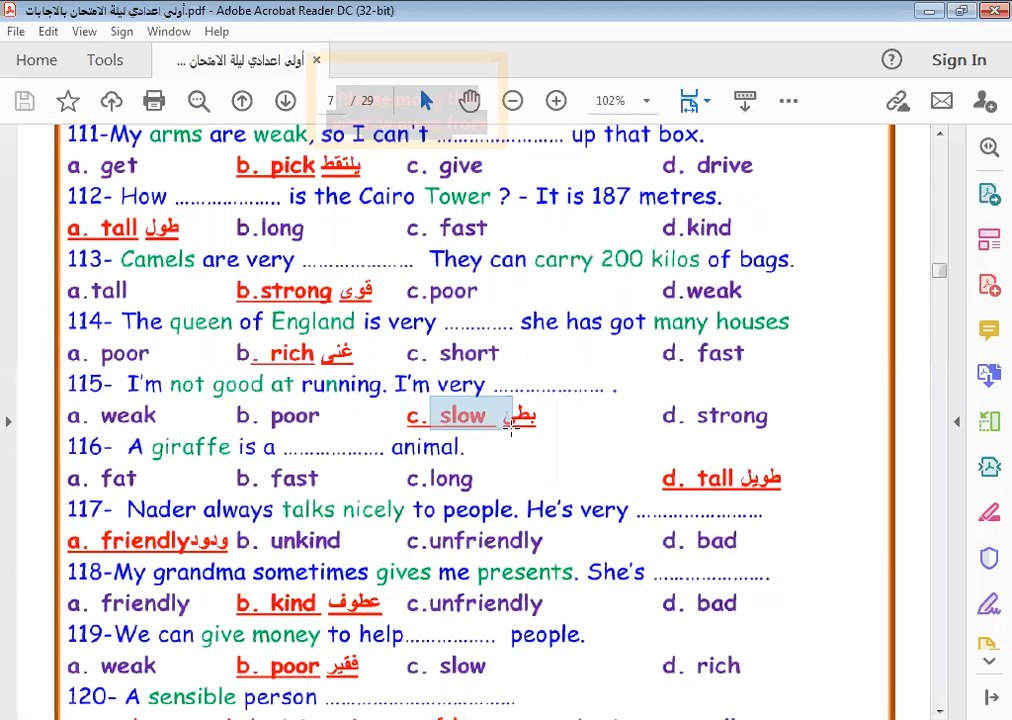 أولى اعدادي ليلة الامتحان بالاجابات.pdf - Adobe Acrobat Reader DC (32-bit)
File Edit View Sign Window Help
Home Tools أولى اعدادي ليلة الامتحان ... × Sign In
7 / 29 102%
111-My arms are weak, so I can't ........................ up that box.
a. get b. pick يلتقط c. give d. drive
112- How .................... is the Cairo Tower ? - It is 187 metres.
a. tall طول b.long c. fast d.kind
113- Camels are very ..................... They can carry 200 kilos of bags.
a.tall b.strong قوى c.poor d.weak
114- The queen of England is very ............. she has got many houses
a. poor b. rich غنى c. short d. fast
115- I'm not good at running. I'm very ..................... .
a. weak b. poor c. slow بطئ d. strong
116- A giraffe is a ................... animal.
a. fat b. fast c.long d. tall طويل
117- Nader always talks nicely to people. He's very ........................
a. friendlyودود b. unkind c.unfriendly d. bad
118-My grandma sometimes gives me presents. She's ......................
a. friendly b. kind عطوف c.unfriendly d. bad
119-We can give money to help................. people.
a. weak b. poor فقير c. slow d. rich
120- A sensible person ....................................